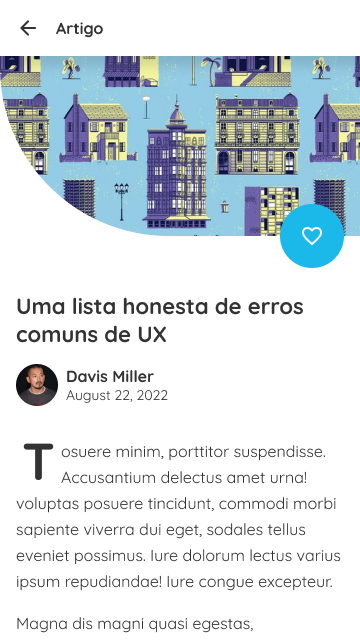 Artigo
Uma lista honesta de erros
comuns de UX
Davis Miller
August 22, 2022
Tosuere minim, porttitor suspendisse.
Accusantium delectus amet urna!
voluptas posuere tincidunt, commodi morbi
sapiente viverra dui eget, sodales tellus
eveniet possimus. Iure dolorum lectus varius
ipsum repudiandae! Iure congue excepteur.
Magna dis magni quasi egestas,